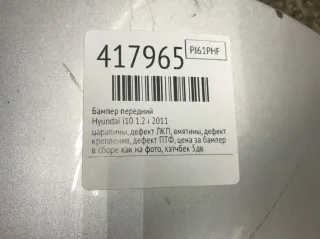 417965
PJ61PHF
Бампер передний
Hyundai i10 1.2 i 2011
царапины, дефект ЛКП, вмятины, дефект
крепления, дефект ПТФ, цена за бампер
в сборе как на фото, хэтчбек 5дв